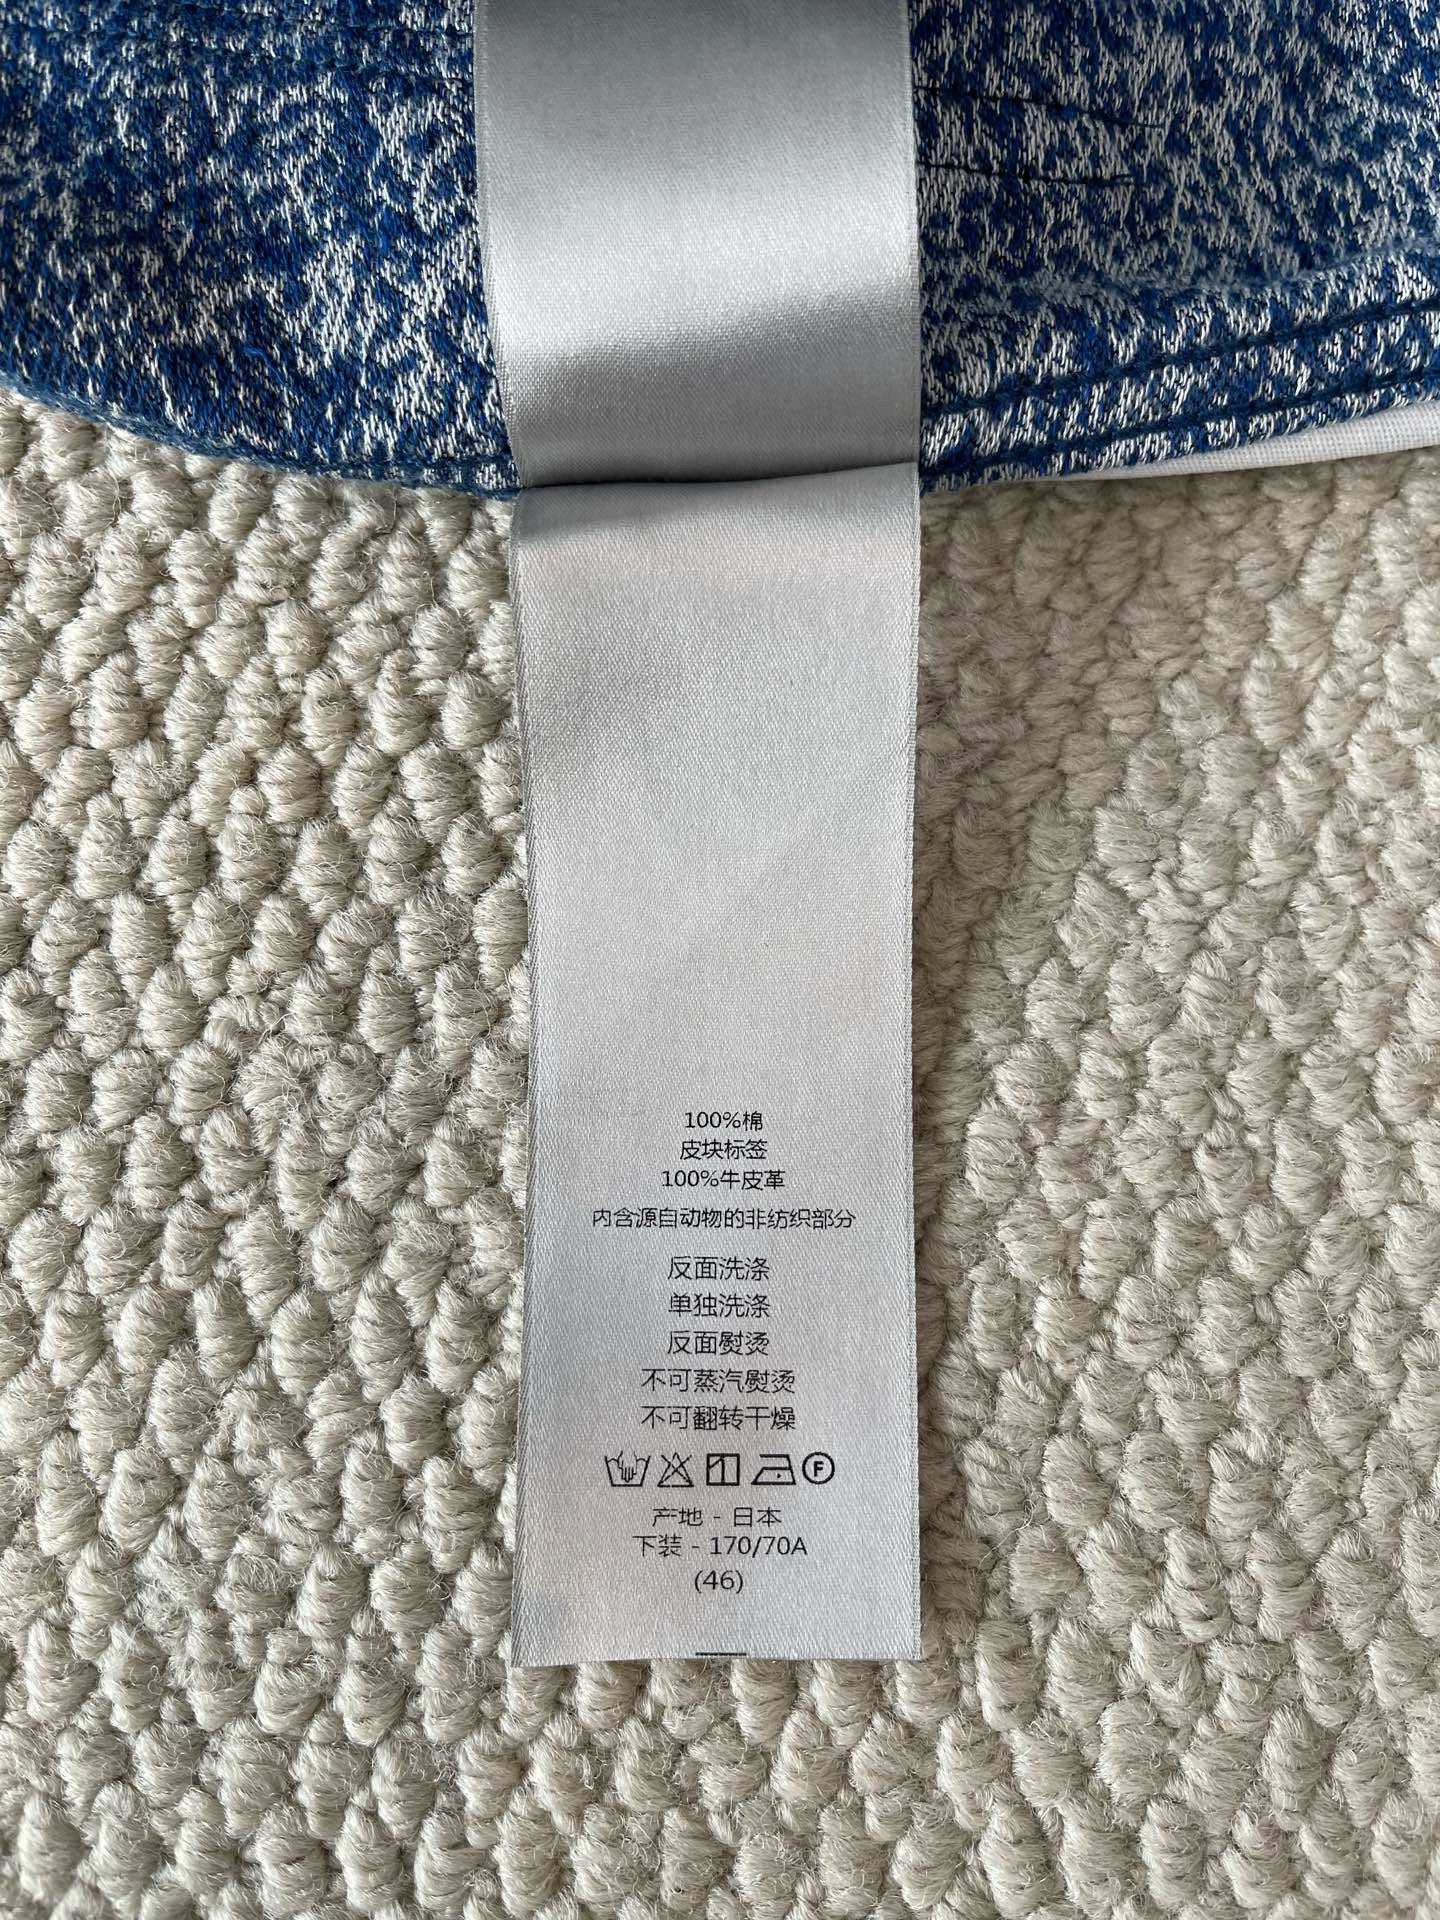 100%棉
皮块标签
100%牛皮革
内含源自动物的非纺织部分
反面洗涤
单独洗涤
反面熨烫
不可蒸汽熨烫
不可翻转干燥
F
产地 - 日本
下装 - 170/70A
(46)